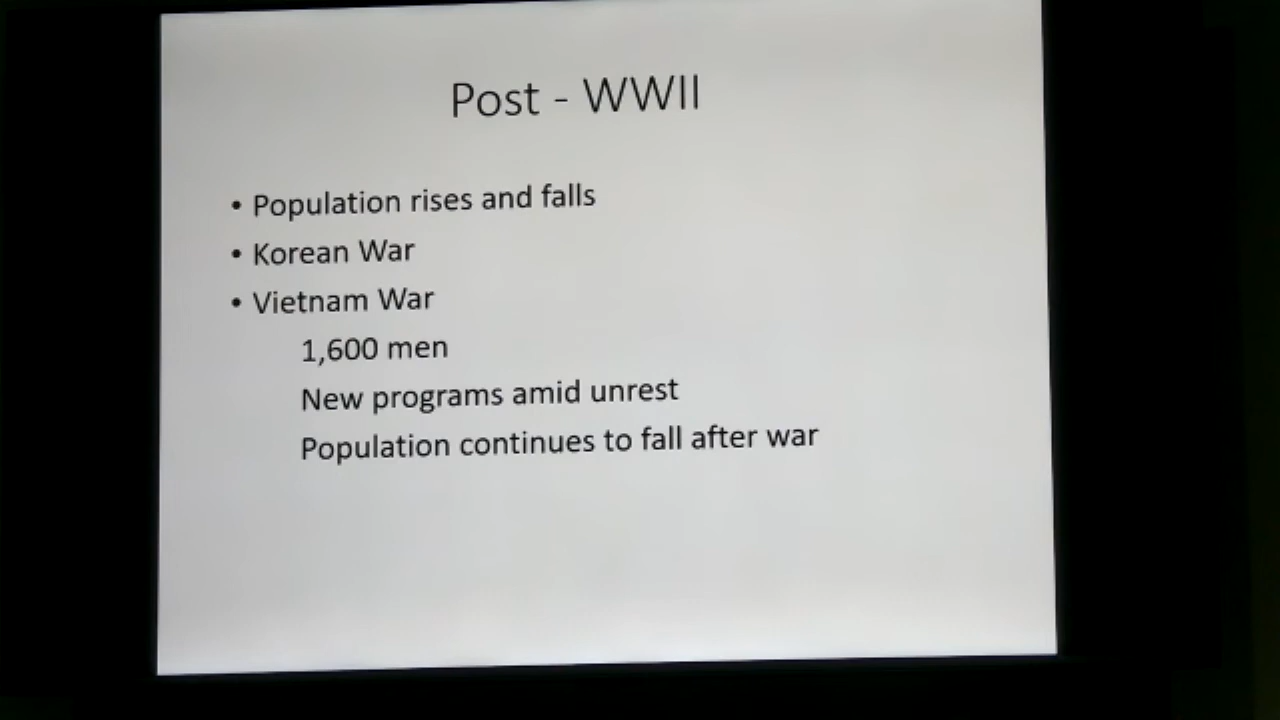 Post - WWII
• Population rises and falls
• Korean War
• Vietnam War
1,600 men
New programs amid unrest
Population continues to fall after war